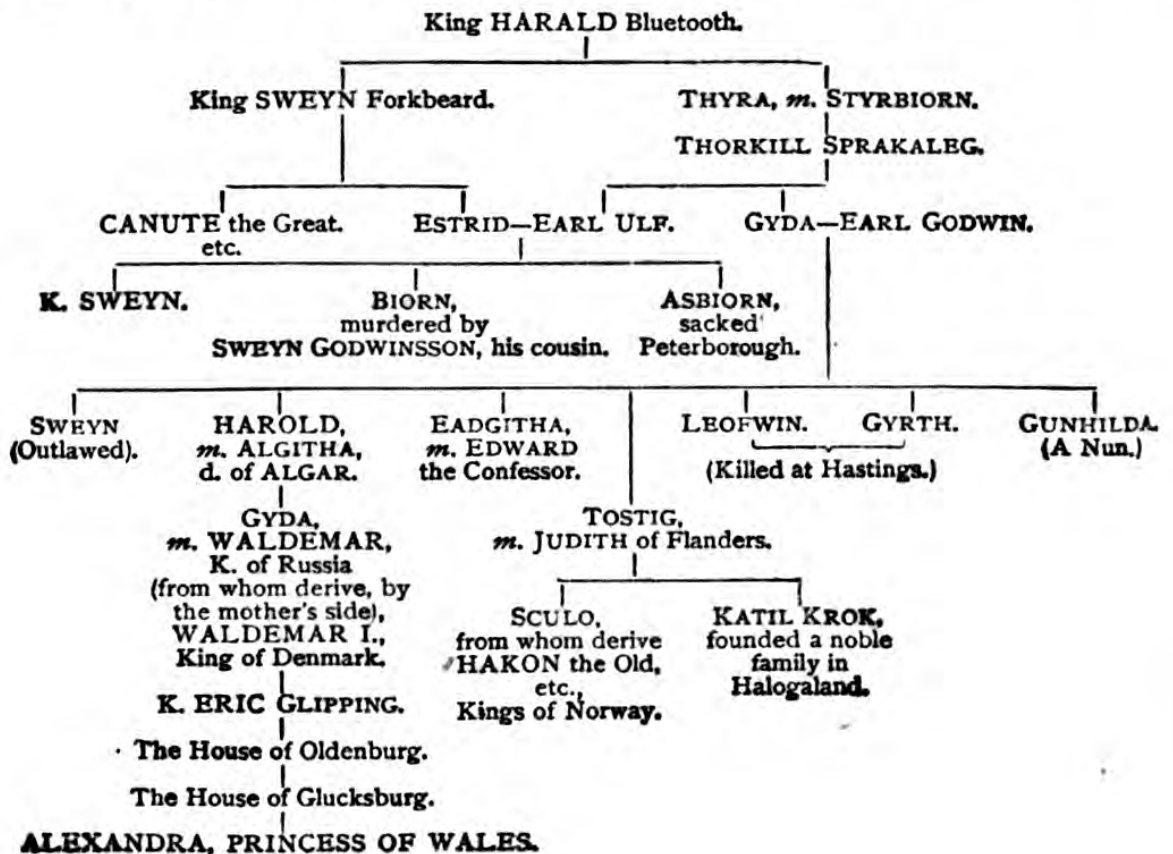 King HARALD Bluetooth.
King SWEYN Forkbeard.
THYRA, m. STYRBIORN.
THORKILL SPRAKALEG.
CANUTE the Great.
etc.
ESTRID—EARL ULF.
GYDA—EARL GODWIN.
K. SWEYN.
BIORN,
murdered by
SWEYN GODWINSSON, his cousin.
ASBIORN,
sacked
Peterborough.
SWEYN
(Outlawed).
HAROLD,
m. ALGITHA,
d. of ALGAR.
EADGITHA,
m. EDWARD
the Confessor.
LEOFWIN. GYRTH.
(Killed at Hastings.)
GUNHILDA.
(A Nun.)
GYDA,
m. WALDEMAR,
K. of Russia
(from whom derive, by
the mother's side),
WALDEMAR I.,
King of Denmark.
K. ERIC GLIPPING.
The House of Oldenburg.
The House of Glucksburg.
ALEXANDRA, PRINCESS OF WALES.
TOSTIG,
m. JUDITH of Flanders.
SCULO,
from whom derive
HAKON the Old,
etc.,
Kings of Norway.
KATIL KROK,
founded a noble
family in
Halogaland.